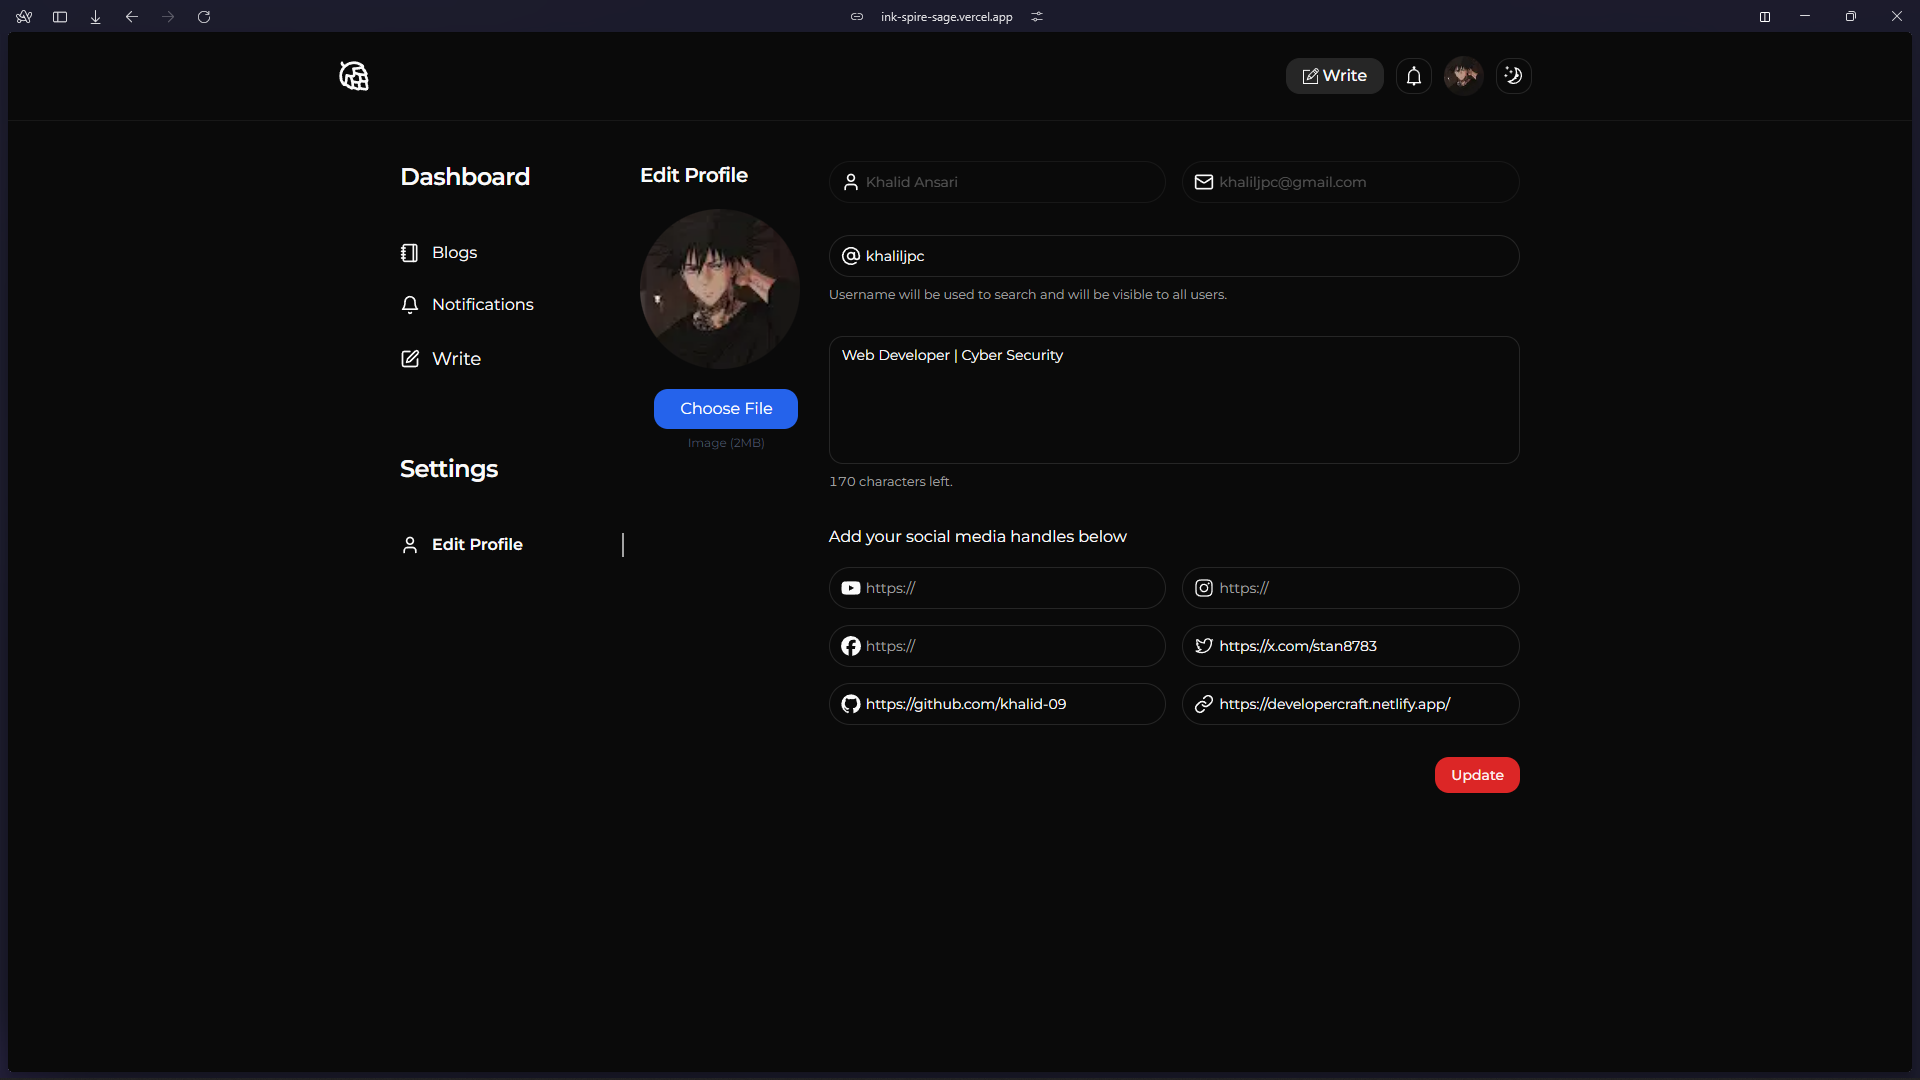 ink-spire-sage.vercel.app
Write
Dashboard
Blogs
Notifications
Write
Settings
Edit Profile
Edit Profile
Choose File
Image (2MB)
Khalid Ansari
khaliljpc@gmail.com
khaliljpc
Username will be used to search and will be visible to all users.
Web Developer | Cyber Security
170 characters left.
Add your social media handles below
https://
https://
https://
https://x.com/stan8783
https://github.com/khalid-09
https://developercraft.netlify.app/
Update